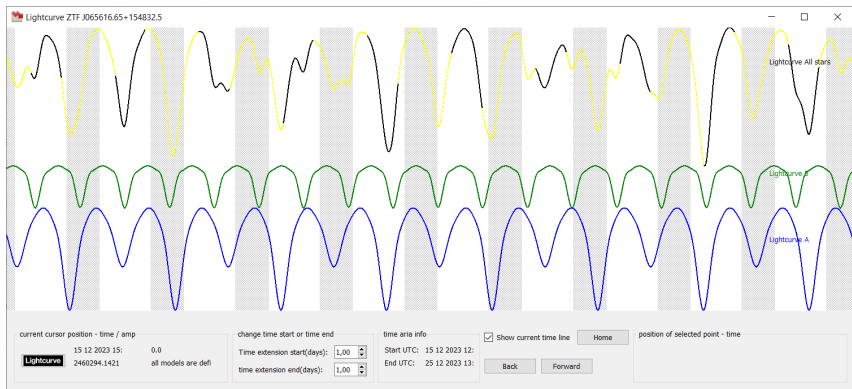 Lightcurve ZTF J065616.65+154832.5
Lightcurve All stars
Lightcurve B
Lightcurve A
current cursor position - time / amp
Lightcurve
15 12 2023 15:
0.0
2460294.1421
all models are defi
change time start or time end
Time extension start(days):
1,00
time extension end(days):
1,00
time aria info
Start UTC:
15 12 2023 12:
End UTC:
25 12 2023 13:
Show current time line
Home
Back
Forward
position of selected point - time